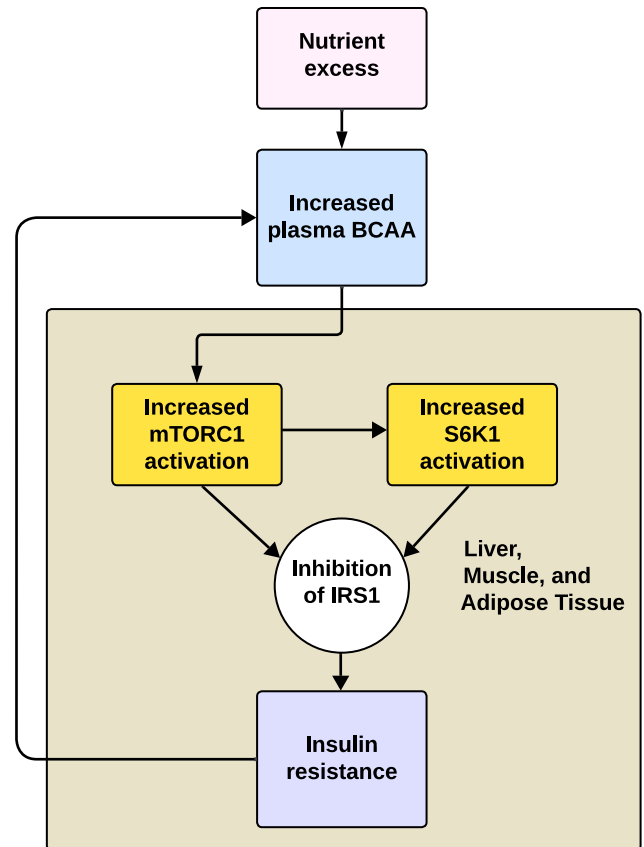 Nutrient
excess
Increased
plasma BCAA
Increased
mTORC1
activation
Increased
S6K1
activation
Inhibition
of IRS1
Liver,
Muscle, and
Adipose Tissue
Insulin
resistance